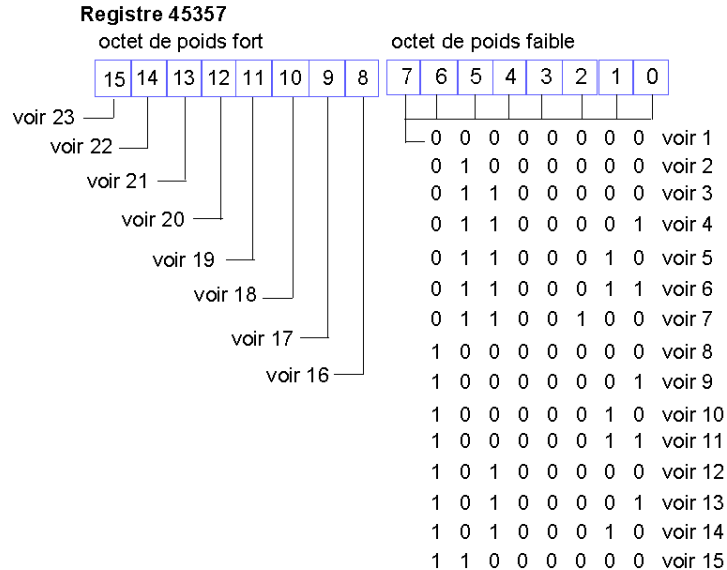 Registre 45357
octet de poids fort
octet de poids faible
15 14 13 12 11 10 9 8
7 6 5 4 3 2 1 0
voir 23
voir 22
voir 21
voir 20
voir 19
voir 18
voir 17
voir 16
0 0 0 0 0 0 0 0 voir 1
0 1 0 0 0 0 0 0 voir 2
0 1 1 0 0 0 0 0 voir 3
0 1 1 0 0 0 0 1 voir 4
0 1 1 0 0 0 1 0 voir 5
0 1 1 0 0 0 1 1 voir 6
0 1 1 0 0 1 0 0 voir 7
1 0 0 0 0 0 0 0 voir 8
1 0 0 0 0 0 0 1 voir 9
1 0 0 0 0 0 1 0 voir 10
1 0 0 0 0 0 1 1 voir 11
1 0 1 0 0 0 0 0 voir 12
1 0 1 0 0 0 0 1 voir 13
1 0 1 0 0 0 1 0 voir 14
1 1 0 0 0 0 0 0 voir 15